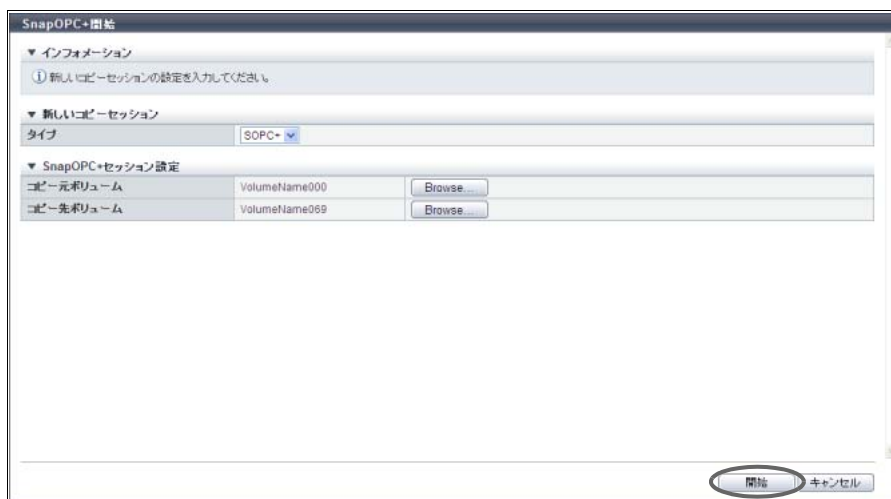 SnapOPC+開始
▼ インフォメーション
新しいコピーセッションの設定を入力してください。
▼ 新しいコピーセッション
タイプ SOPC+
▼ SnapOPC+セッション設定
コピー元ボリューム VolumeName000 Browse...
コピー先ボリューム VolumeName069 Browse...
開始 キャンセル